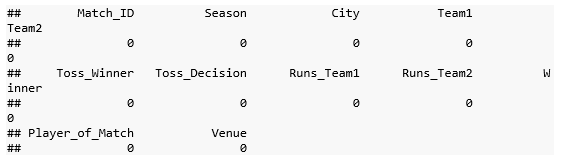 ##        Match_ID          Season            City           Team1
Team2
##               0               0               0               0
0
##     Toss_Winner   Toss_Decision      Runs_Team1      Runs_Team2          W
inner
##               0               0               0               0
0
## Player_of_Match           Venue
##               0               0